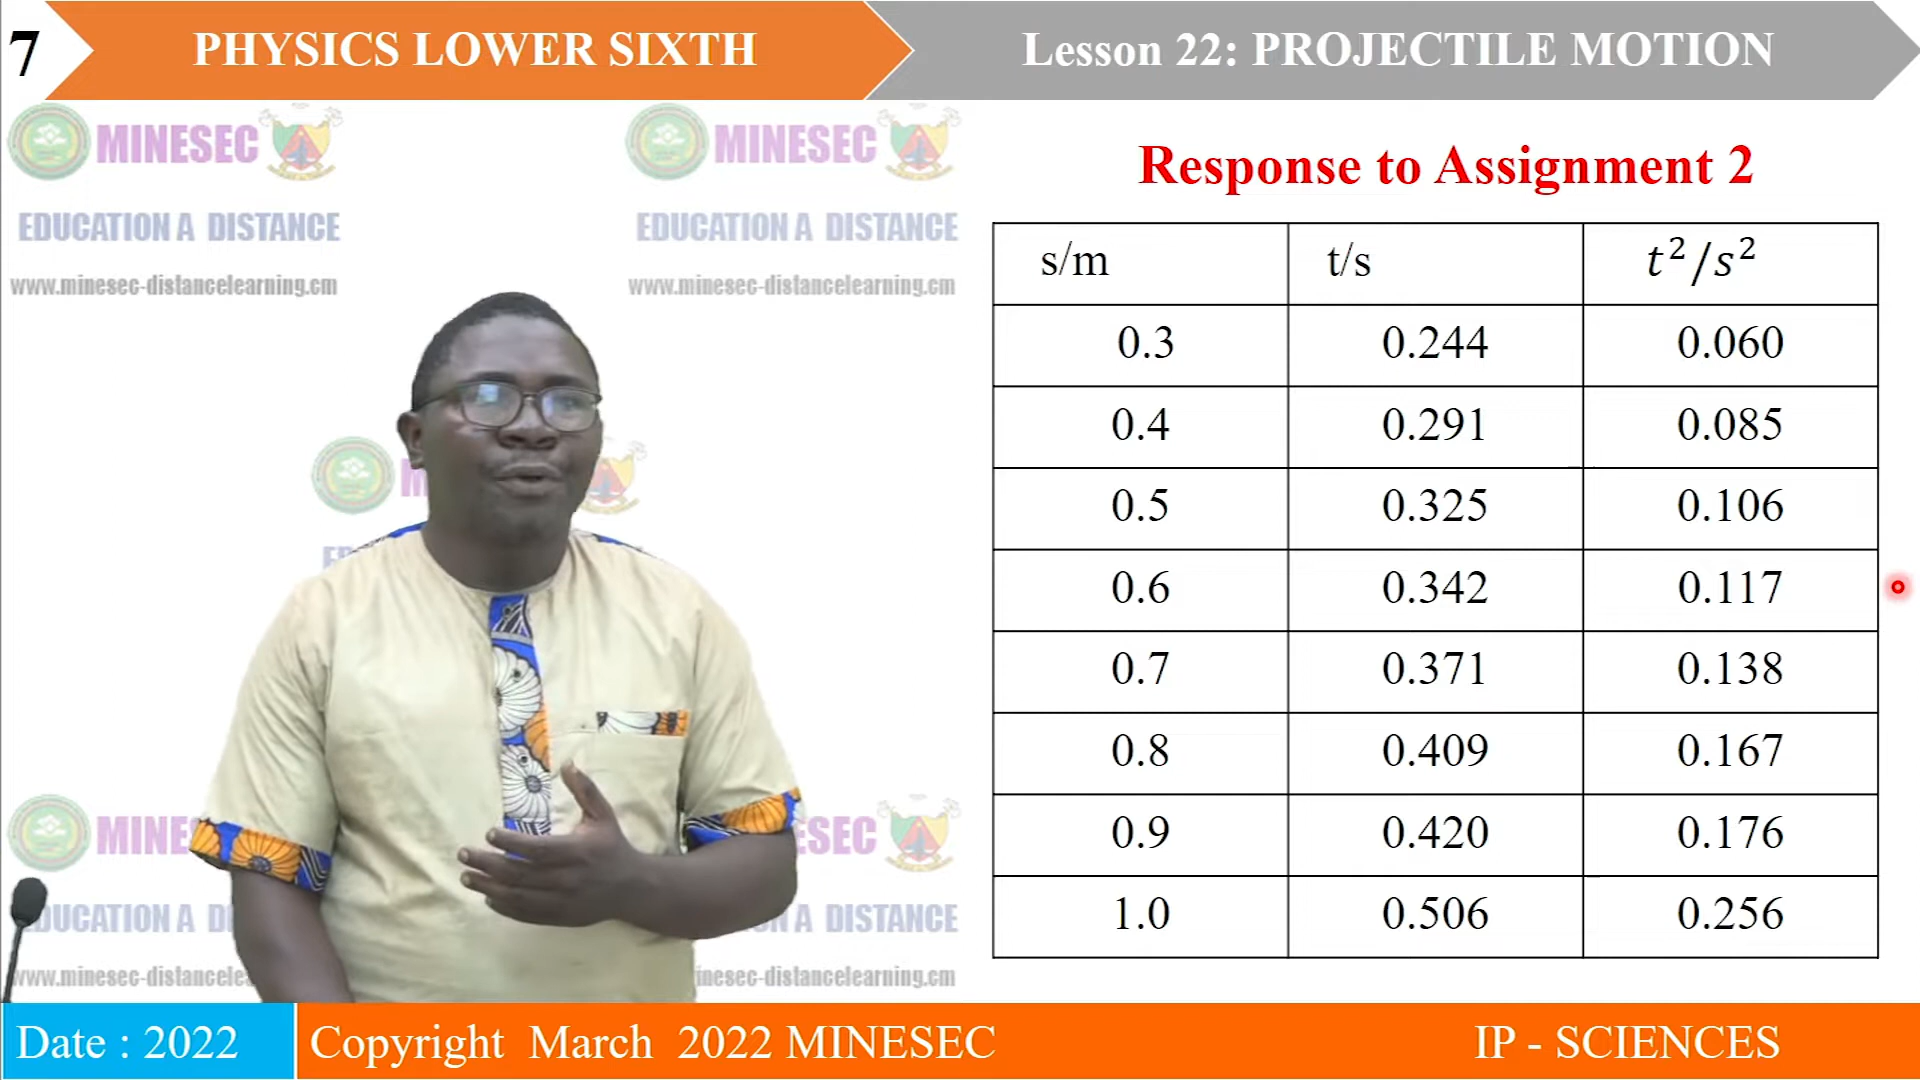 7 PHYSICS LOWER SIXTH Lesson 22: PROJECTILE MOTION
MINESEC MINESEC
EDUCATION A DISTANCE EDUCATION A DISTANCE
www.minesec-distancelearning.cm www.minesec-distancelearning.cm
Response to Assignment 2
s/m t/s t²/s²
0.3 0.244 0.060
0.4 0.291 0.085
0.5 0.325 0.106
0.6 0.342 0.117
0.7 0.371 0.138
0.8 0.409 0.167
0.9 0.420 0.176
1.0 0.506 0.256
Date : 2022 Copyright March 2022 MINESEC IP - SCIENCES